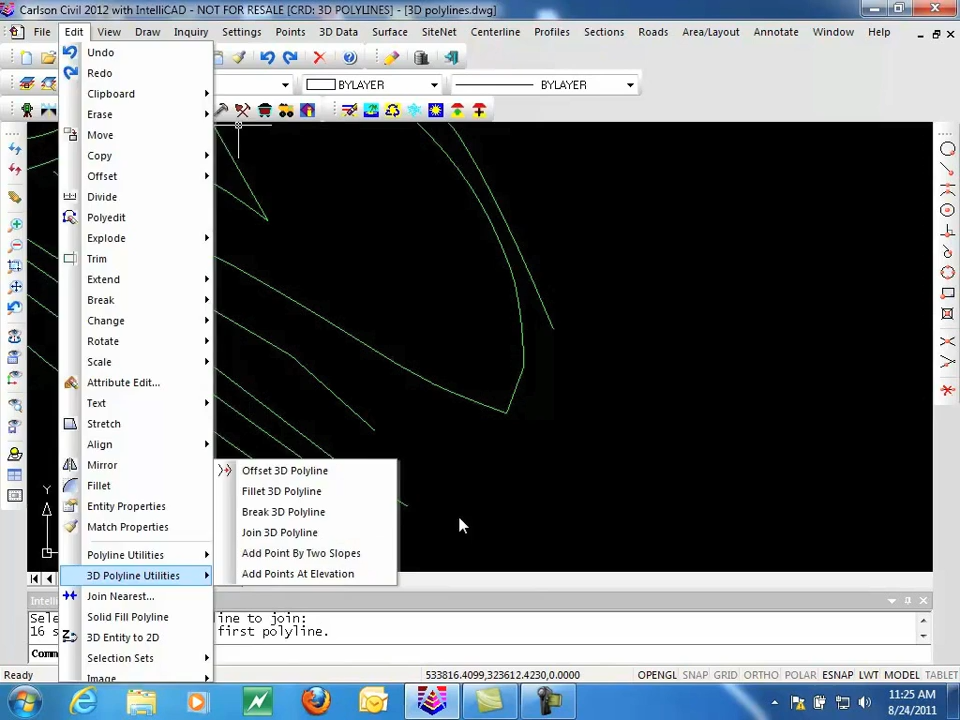 Carlson Civil 2012 with IntelliCAD - NOT FOR RESALE [CRD: 3D POLYLINES] - [3D polylines.dwg]
File Edit View Draw Inquiry Settings Points 3D Data Surface SiteNet Centerline Profiles Sections Roads Area/Layout Annotate Window Help
BYLAYER BYLAYER
Undo
Redo
Clipboard
Erase
Move
Copy
Offset
Divide
Polyedit
Explode
Trim
Extend
Break
Change
Rotate
Scale
Attribute Edit...
Text
Stretch
Align
Mirror
Fillet
Entity Properties
Match Properties
Polyline Utilities
3D Polyline Utilities
Join Nearest...
Solid Fill Polyline
3D Entity to 2D
Selection Sets
Image
Offset 3D Polyline
Fillet 3D Polyline
Break 3D Polyline
Join 3D Polyline
Add Point By Two Slopes
Add Points At Elevation
Y
line to join:
16 s first polyline.
Ready 533816.4099,323612.4230,0.0000 OPENGL SNAP GRID ORTHO POLAR ESNAP LWT MODEL TABLET
11:25 AM
8/24/2011